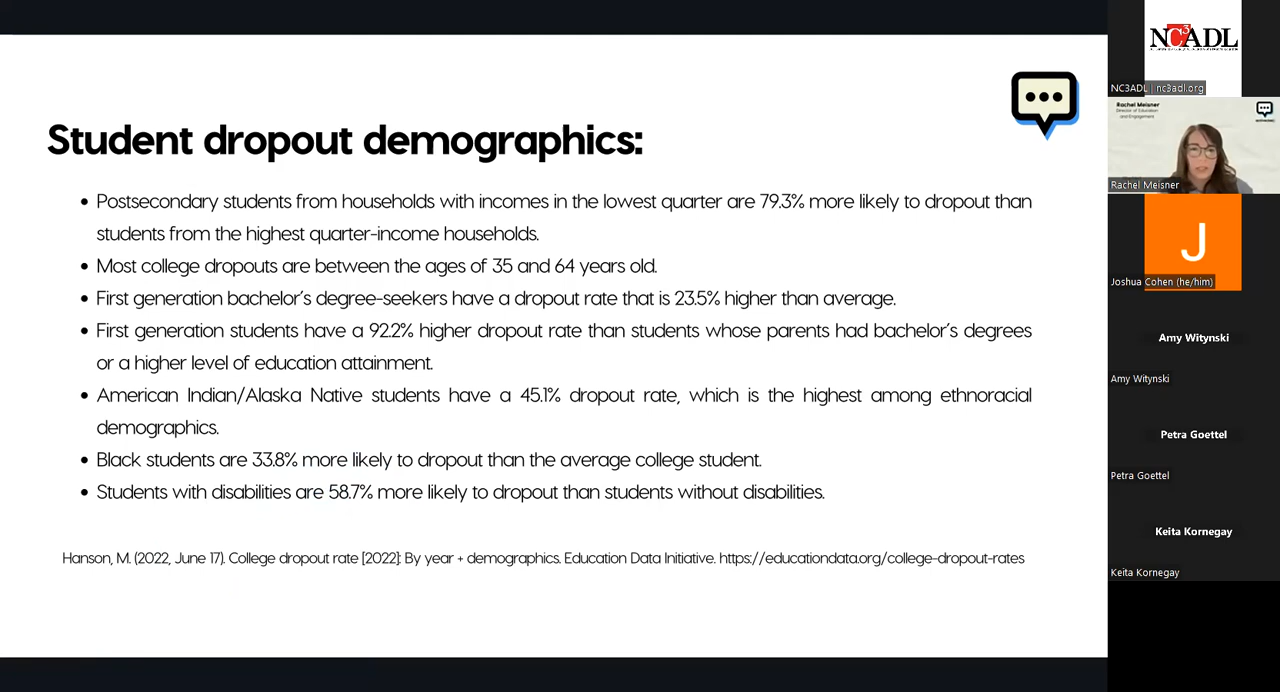 Student dropout demographics:
• Postsecondary students from households with incomes in the lowest quarter are 79.3% more likely to dropout than
students from the highest quarter-income households.
• Most college dropouts are between the ages of 35 and 64 years old.
• First generation bachelor's degree-seekers have a dropout rate that is 23.5% higher than average.
• First generation students have a 92.2% higher dropout rate than students whose parents had bachelor's degrees
or a higher level of education attainment.
• American Indian/Alaska Native students have a 45.1% dropout rate, which is the highest among ethnoracial
demographics.
• Black students are 33.8% more likely to dropout than the average college student.
• Students with disabilities are 58.7% more likely to dropout than students without disabilities.
Hanson, M. (2022, June 17). College dropout rate [2022]: By year + demographics. Education Data Initiative. https://educationdata.org/college-dropout-rates
NC3ADL
NC3ADL | nc3adl.org
Rachel Meisner
Director of Education
and Engagement
Rachel Meisner
J
Joshua Cohen (he/him)
Amy Witynski
Amy Witynski
Petra Goettel
Petra Goettel
Keita Kornegay
Keita Kornegay